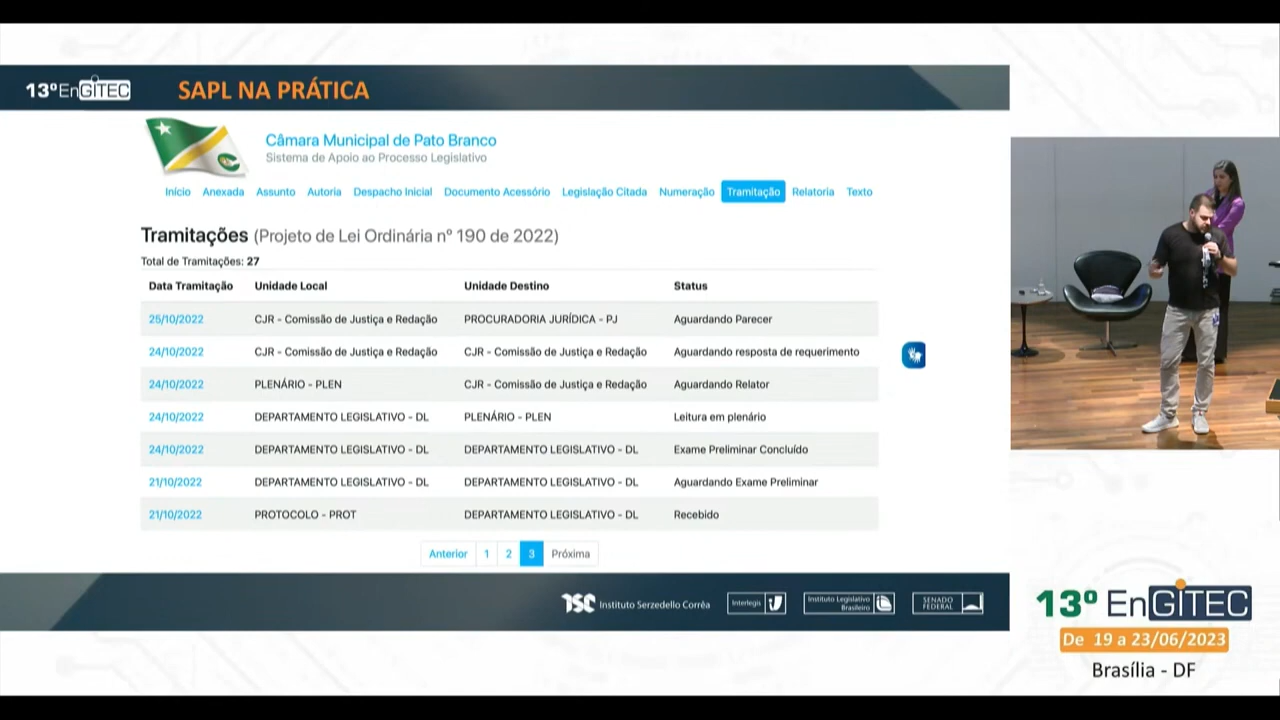 13º EnGITEC
SAPL NA PRÁTICA
Câmara Municipal de Pato Branco
Sistema de Apoio ao Processo Legislativo
Início Anexada Assunto Autoria Despacho Inicial Documento Acessório Legislação Citada Numeração Tramitação Relatoria Texto
Tramitações (Projeto de Lei Ordinária nº 190 de 2022)
Total de Tramitações: 27
Data Tramitação Unidade Local Unidade Destino Status
25/10/2022 CJR - Comissão de Justiça e Redação PROCURADORIA JURÍDICA - PJ Aguardando Parecer
24/10/2022 CJR - Comissão de Justiça e Redação CJR - Comissão de Justiça e Redação Aguardando resposta de requerimento
24/10/2022 PLENÁRIO - PLEN CJR - Comissão de Justiça e Redação Aguardando Relator
24/10/2022 DEPARTAMENTO LEGISLATIVO - DL PLENÁRIO - PLEN Leitura em plenário
24/10/2022 DEPARTAMENTO LEGISLATIVO - DL DEPARTAMENTO LEGISLATIVO - DL Exame Preliminar Concluído
21/10/2022 DEPARTAMENTO LEGISLATIVO - DL DEPARTAMENTO LEGISLATIVO - DL Aguardando Exame Preliminar
21/10/2022 PROTOCOLO - PROT DEPARTAMENTO LEGISLATIVO - DL Recebido
Anterior 1 2 3 Próxima
ISC Instituto Serzedello Corrêa
Interlegis
Instituto Legislativo
Brasileiro
SENADO
FEDERAL
13º EnGITEC
De 19 a 23/06/2023
Brasília - DF